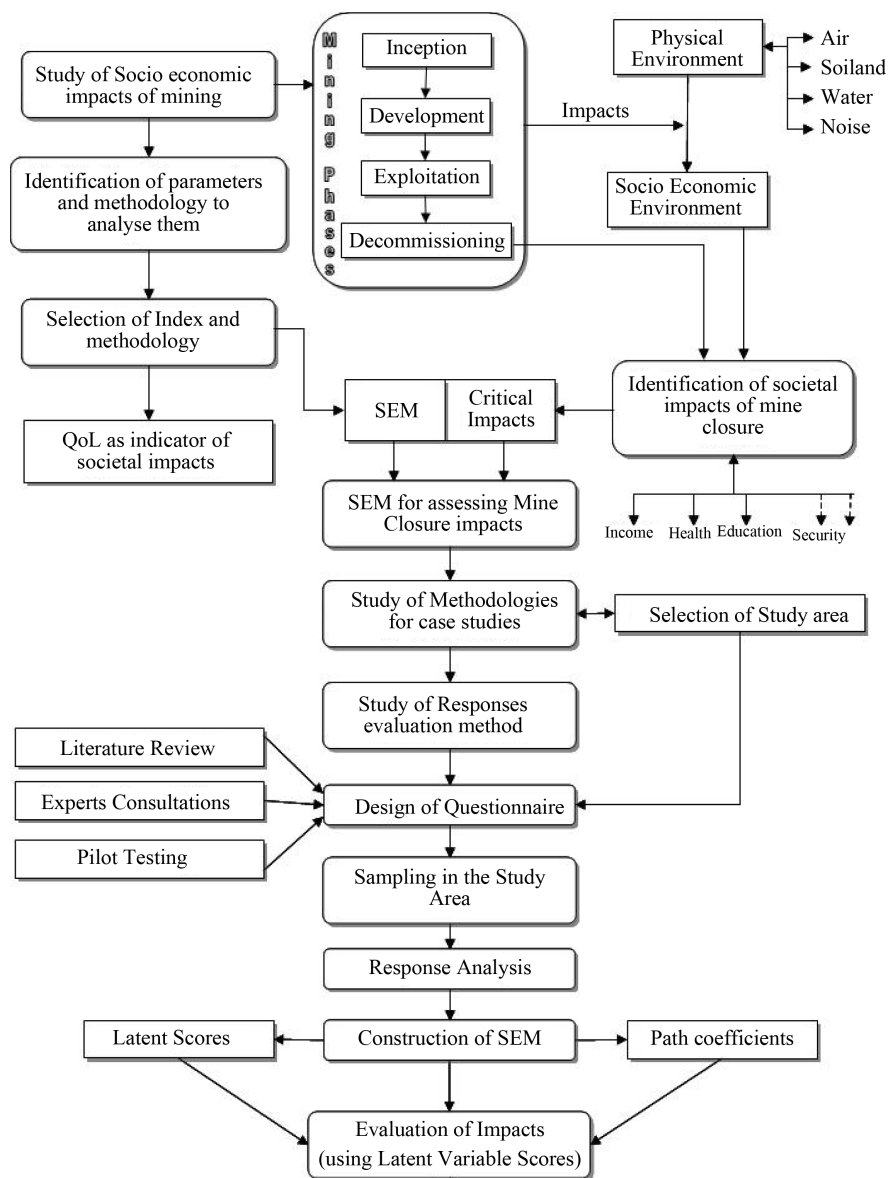 Study of Socio economic
impacts of mining
Mining Phases
Inception
Development
Exploitation
Decommissioning
Impacts
Physical
Environment
Air
Soiland
Water
Noise
Socio Economic
Environment
Identification of parameters
and methodology to
analyse them
Selection of Index and
methodology
QoL as indicator of
societal impacts
SEM
Critical
Impacts
Identification of societal
impacts of mine
closure
Income
Health
Education
Security
SEM for assessing Mine
Closure impacts
Study of Methodologies
for case studies
Selection of Study area
Study of Responses
evaluation method
Literature Review
Experts Consultations
Pilot Testing
Design of Questionnaire
Sampling in the Study
Area
Response Analysis
Latent Scores
Construction of SEM
Path coefficients
Evaluation of Impacts
(using Latent Variable Scores)